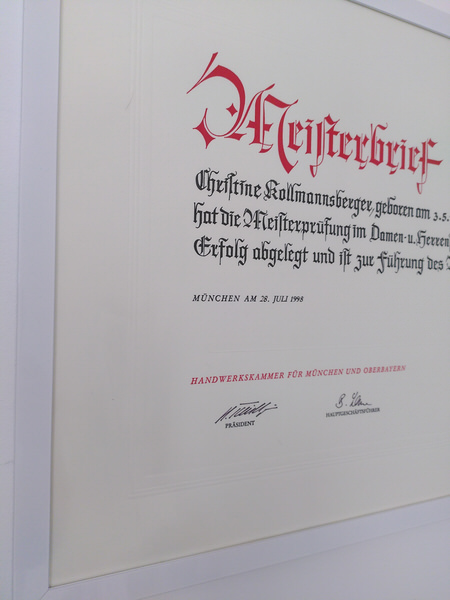 Meisterbrief
Christine Kollmannsberger, geboren am 3.5.
hat die Meisterprüfung im Damen- u. Herren
Erfolg abgelegt und ist zur Führung des
MÜNCHEN AM 28. JULI 1998
HANDWERKSKAMMER FÜR MÜNCHEN UND OBERBAYERN
PRÄSIDENT
HAUPTGESCHÄFTSFÜHRER